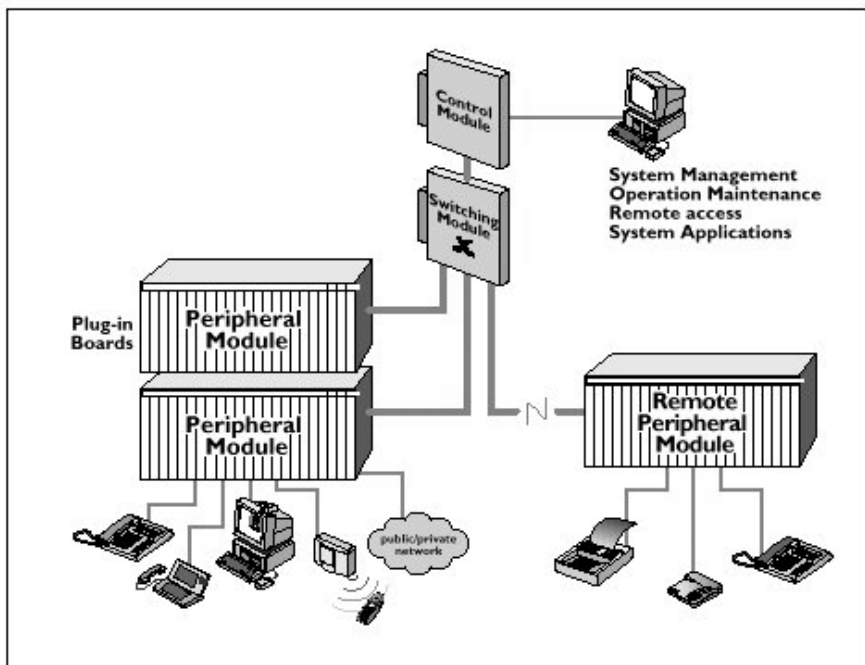 Control
Module
System Management
Operation Maintenance
Remote access
System Applications
Switching
Module
Plug-in
Boards
Peripheral
Module
Peripheral
Module
Remote
Peripheral
Module
public/private
network